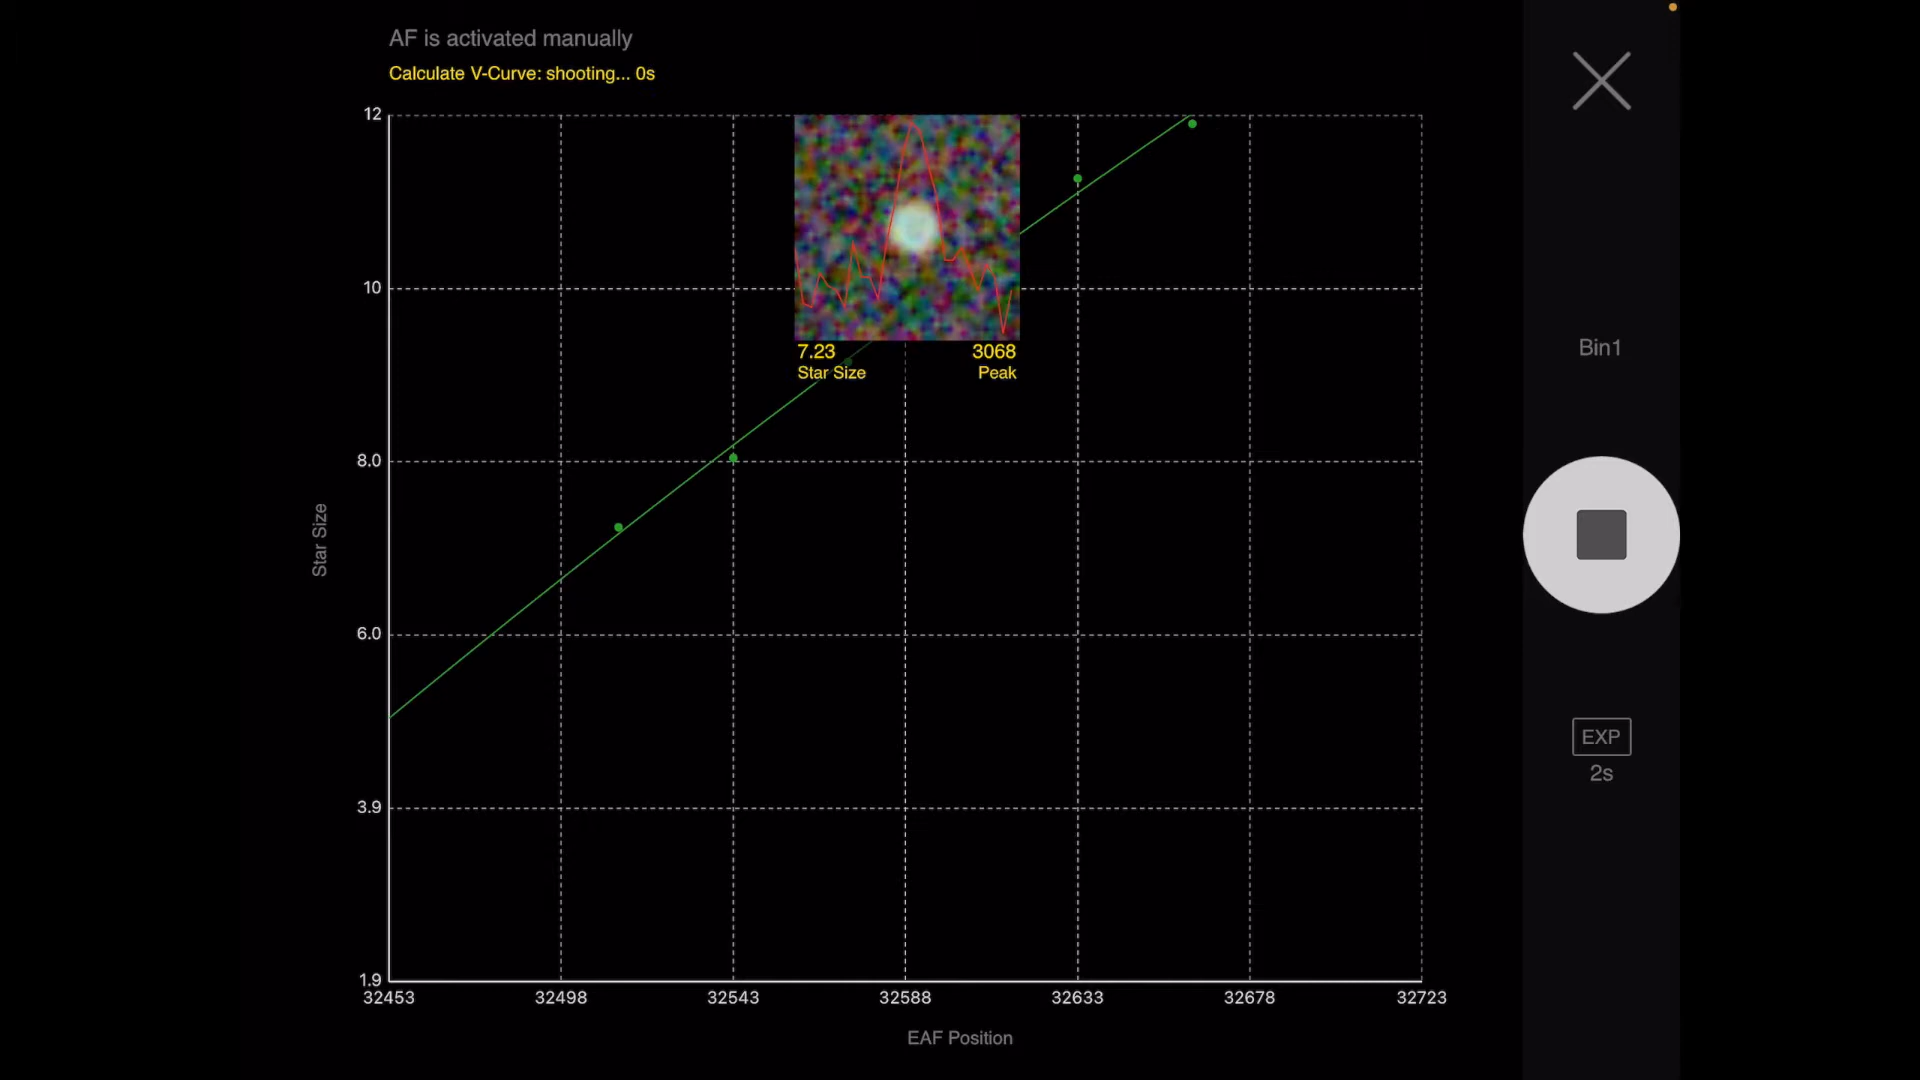 AF is activated manually
Calculate V-Curve: shooting... 0s
12
10
8.0
6.0
3.9
1.9
Star Size
7.23 3068
Star Size Peak
32453 32498 32543 32588 32633 32678 32723
EAF Position
Bin1
EXP
2s